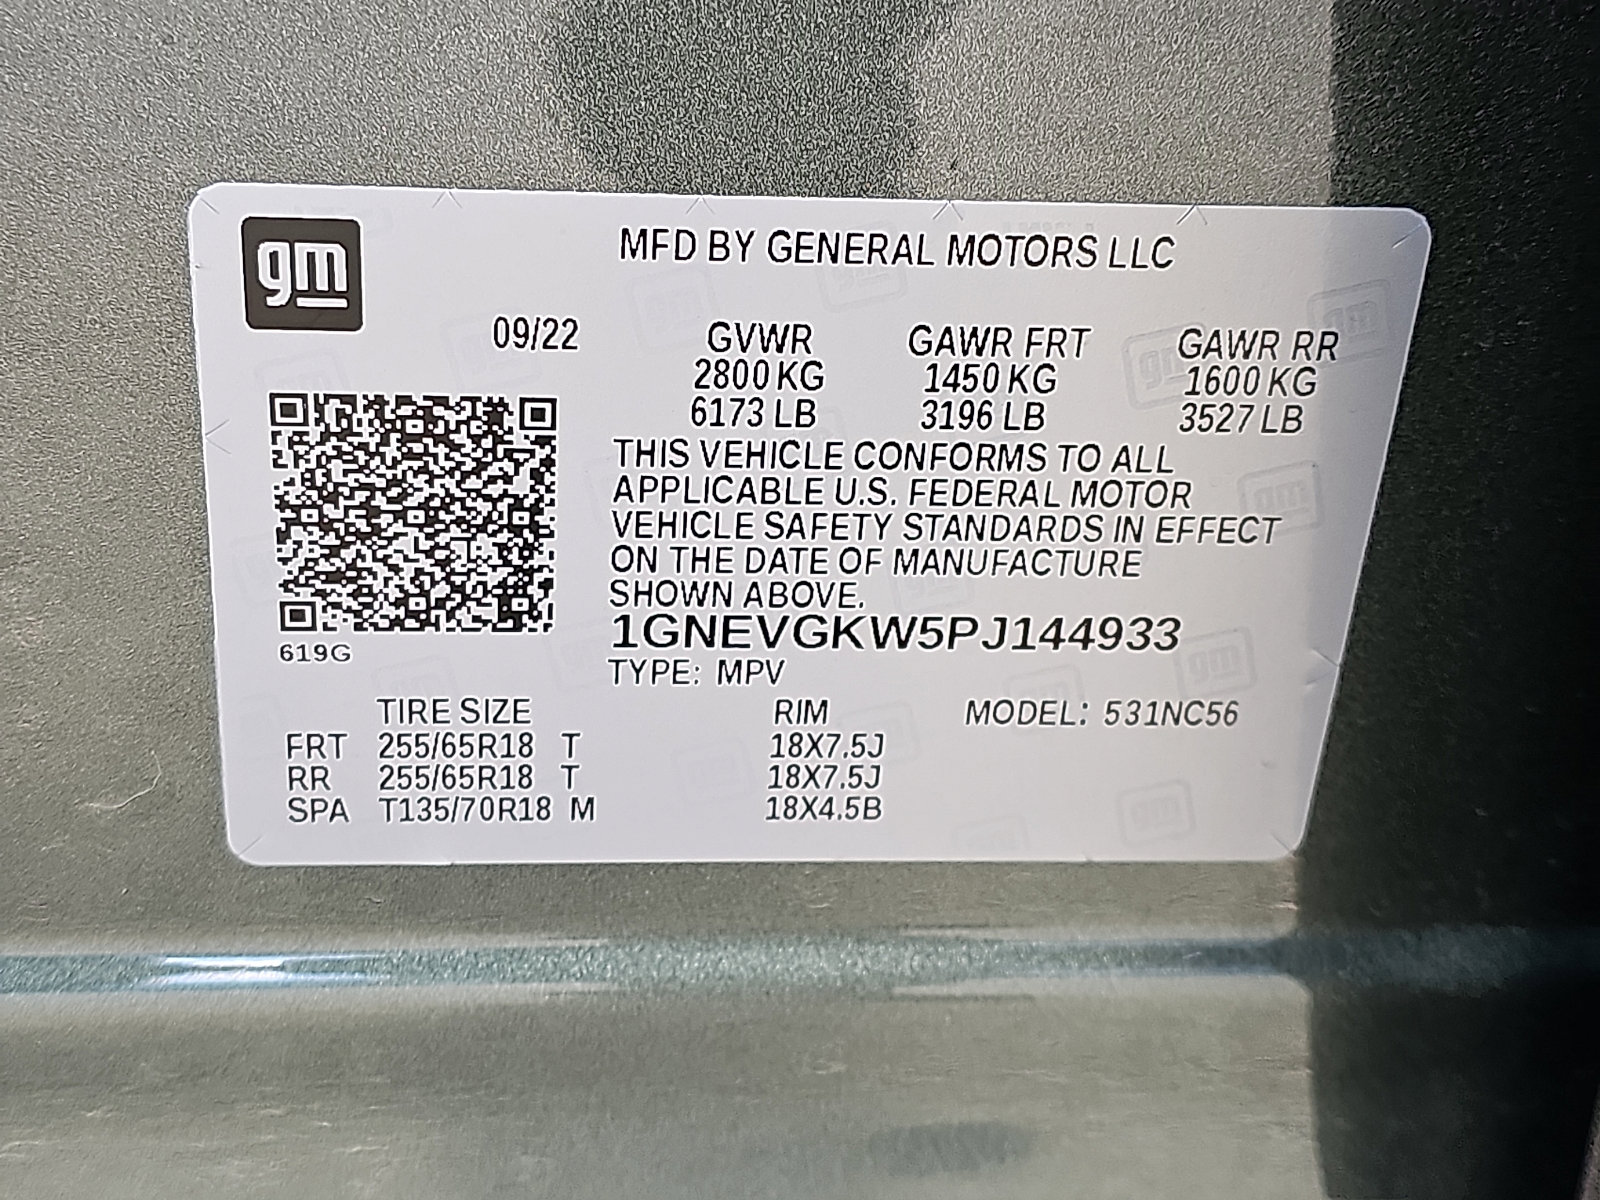 gm
MFD BY GENERAL MOTORS LLC
09/22
GVWR GAWR FRT GAWR RR
2800 KG 1450 KG 1600 KG
6173 LB 3196 LB 3527 LB
THIS VEHICLE CONFORMS TO ALL
APPLICABLE U.S. FEDERAL MOTOR
VEHICLE SAFETY STANDARDS IN EFFECT
ON THE DATE OF MANUFACTURE
SHOWN ABOVE.
1GNEVGKW5PJ144933
619G
TYPE: MPV
TIRE SIZE RIM MODEL: 531NC56
FRT 255/65R18 T 18X7.5J
RR 255/65R18 T 18X7.5J
SPA T135/70R18 M 18X4.5B